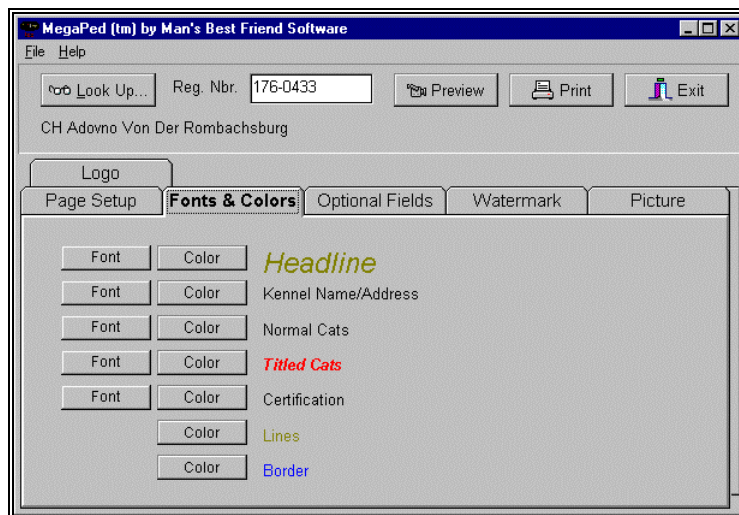 MegaPed (tm) by Man's Best Friend Software
File Help
Look Up... Reg. Nbr. 176-0433 Preview Print Exit
CH Adovno Von Der Rombachsburg
Logo
Page Setup Fonts & Colors Optional Fields Watermark Picture
Font Color Headline
Font Color Kennel Name/Address
Font Color Normal Cats
Font Color Titled Cats
Font Color Certification
Color Lines
Color Border